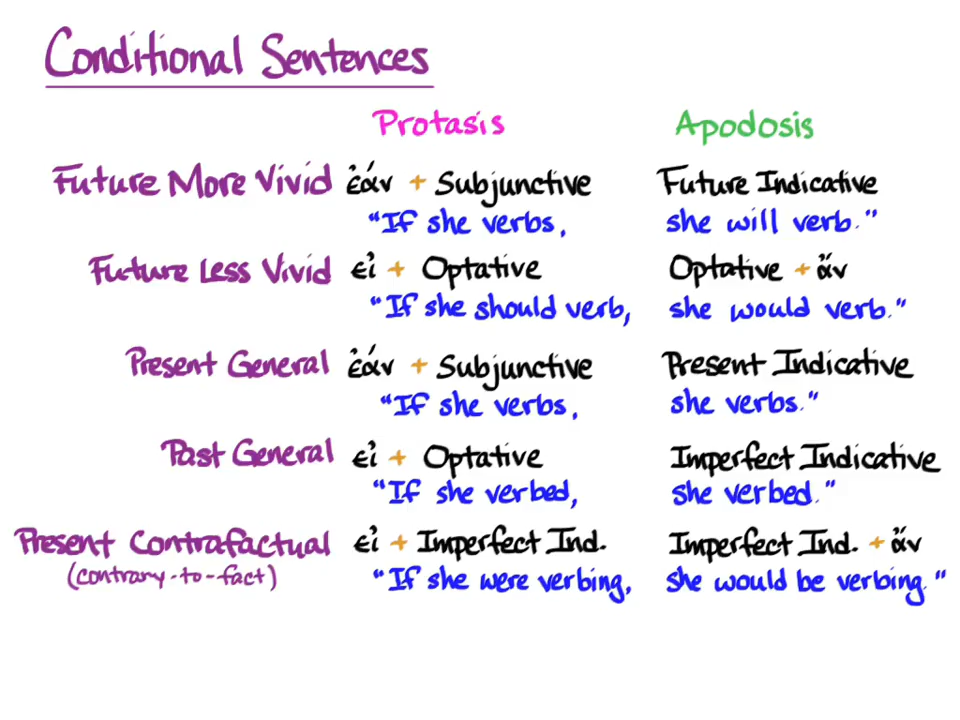 Conditional Sentences
Protasis Apodosis
Future More Vivid ἐάν + Subjunctive Future Indicative
"If she verbs, she will verb."
Future Less Vivid εἰ + Optative Optative + ἄν
"If she should verb, she would verb."
Present General ἐάν + Subjunctive Present Indicative
"If she verbs, she verbs."
Past General εἰ + Optative Imperfect Indicative
"If she verbed, she verbed."
Present Contrafactual εἰ + Imperfect Ind. Imperfect Ind. + ἄν
(contrary-to-fact) "If she were verbing, she would be verbing."